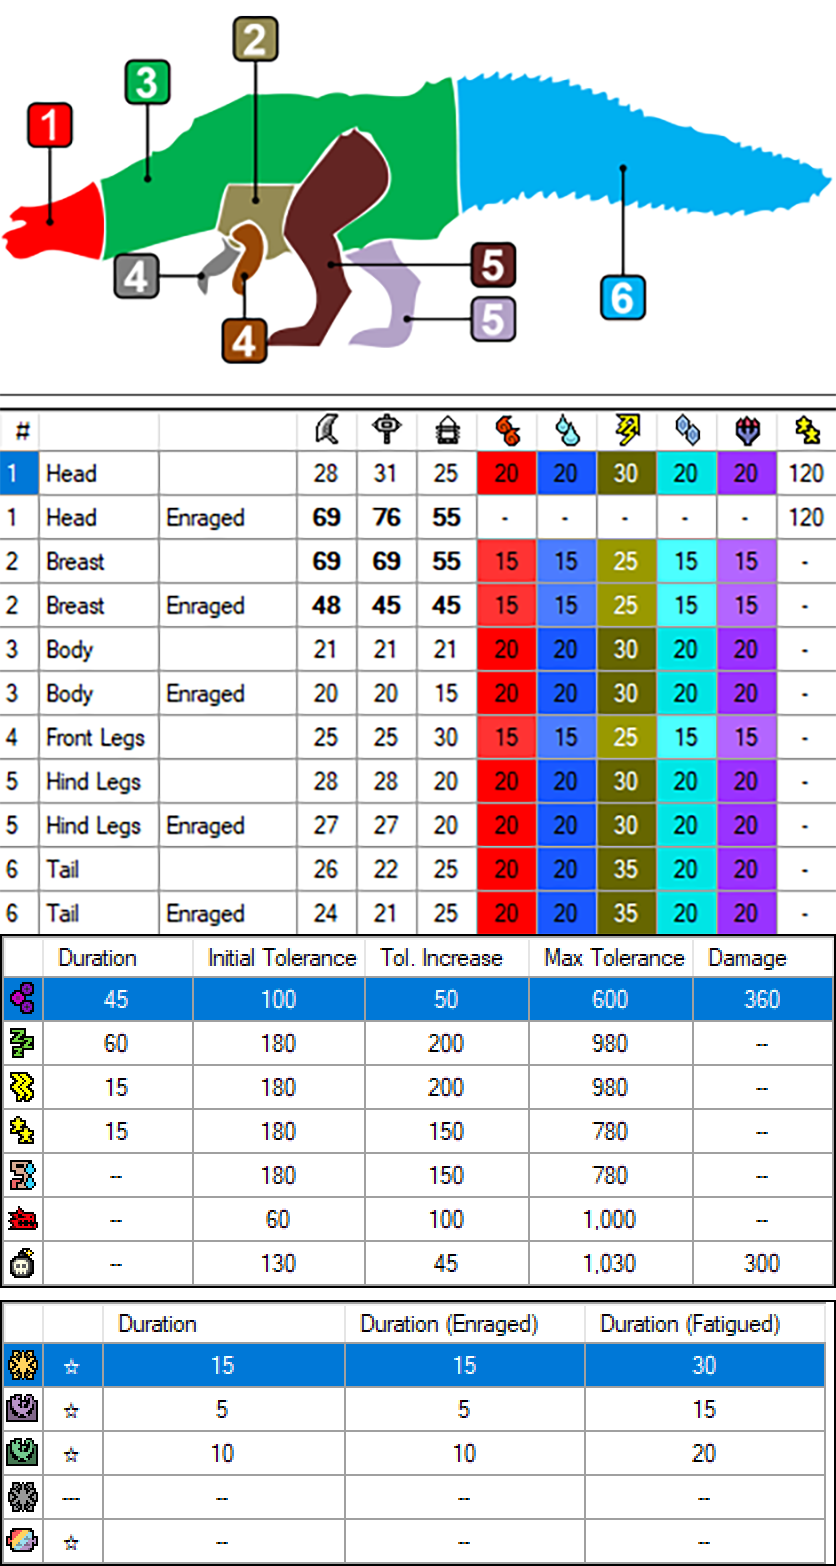 2
3
1
4
5
4
5
6
#
1 Head 28 31 25 20 20 30 20 20 120
1 Head Enraged 69 76 55 - - - - - 120
2 Breast 69 69 55 15 15 25 15 15 -
2 Breast Enraged 48 45 45 15 15 25 15 15 -
3 Body 21 21 21 20 20 30 20 20 -
3 Body Enraged 20 20 15 20 20 30 20 20 -
4 Front Legs 25 25 30 15 15 25 15 15 -
5 Hind Legs 28 28 20 20 20 30 20 20 -
5 Hind Legs Enraged 27 27 20 20 20 30 20 20 -
6 Tail 26 22 25 20 20 35 20 20 -
6 Tail Enraged 24 21 25 20 20 35 20 20 -
Duration Initial Tolerance Tol. Increase Max Tolerance Damage
45 100 50 600 360
60 180 200 980 --
15 180 200 980 --
15 180 150 780 --
-- 180 150 780 --
-- 60 100 1,000 --
-- 130 45 1,030 300
Duration Duration (Enraged) Duration (Fatigued)
☆ 15 15 30
☆ 5 5 15
☆ 10 10 20
--- -- -- --
☆ -- -- --